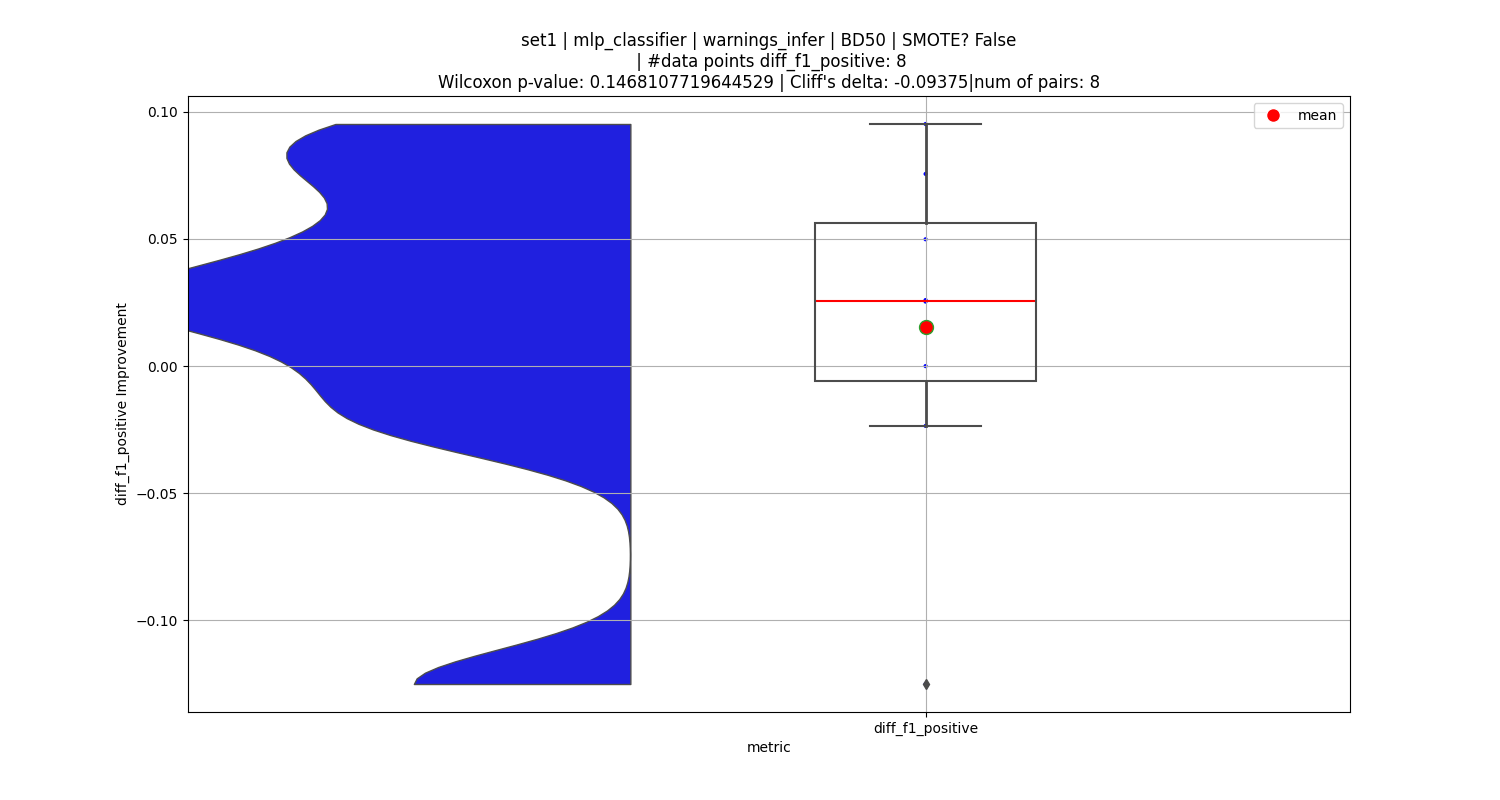 set1 | mlp_classifier | warnings_infer | BD50 | SMOTE? False
| #data points diff_f1_positive: 8
Wilcoxon p-value: 0.1468107719644529 | Cliff's delta: -0.09375|num of pairs: 8
mean
0.10
0.05
0.00
−0.05
−0.10
diff_f1_positive Improvement
diff_f1_positive
metric